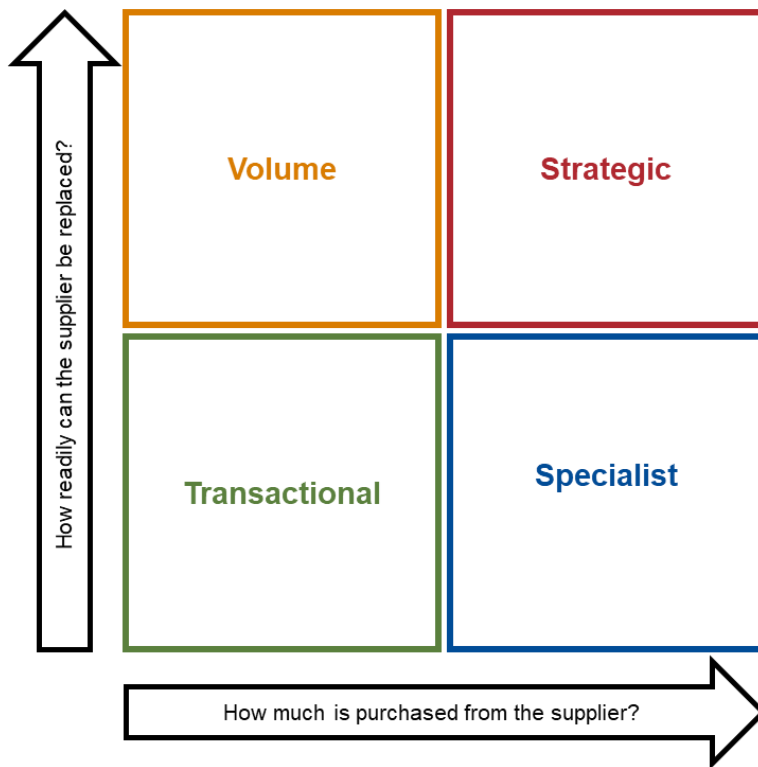 Volume
Strategic
How readily can the supplier be replaced?
Transactional
Specialist
How much is purchased from the supplier?